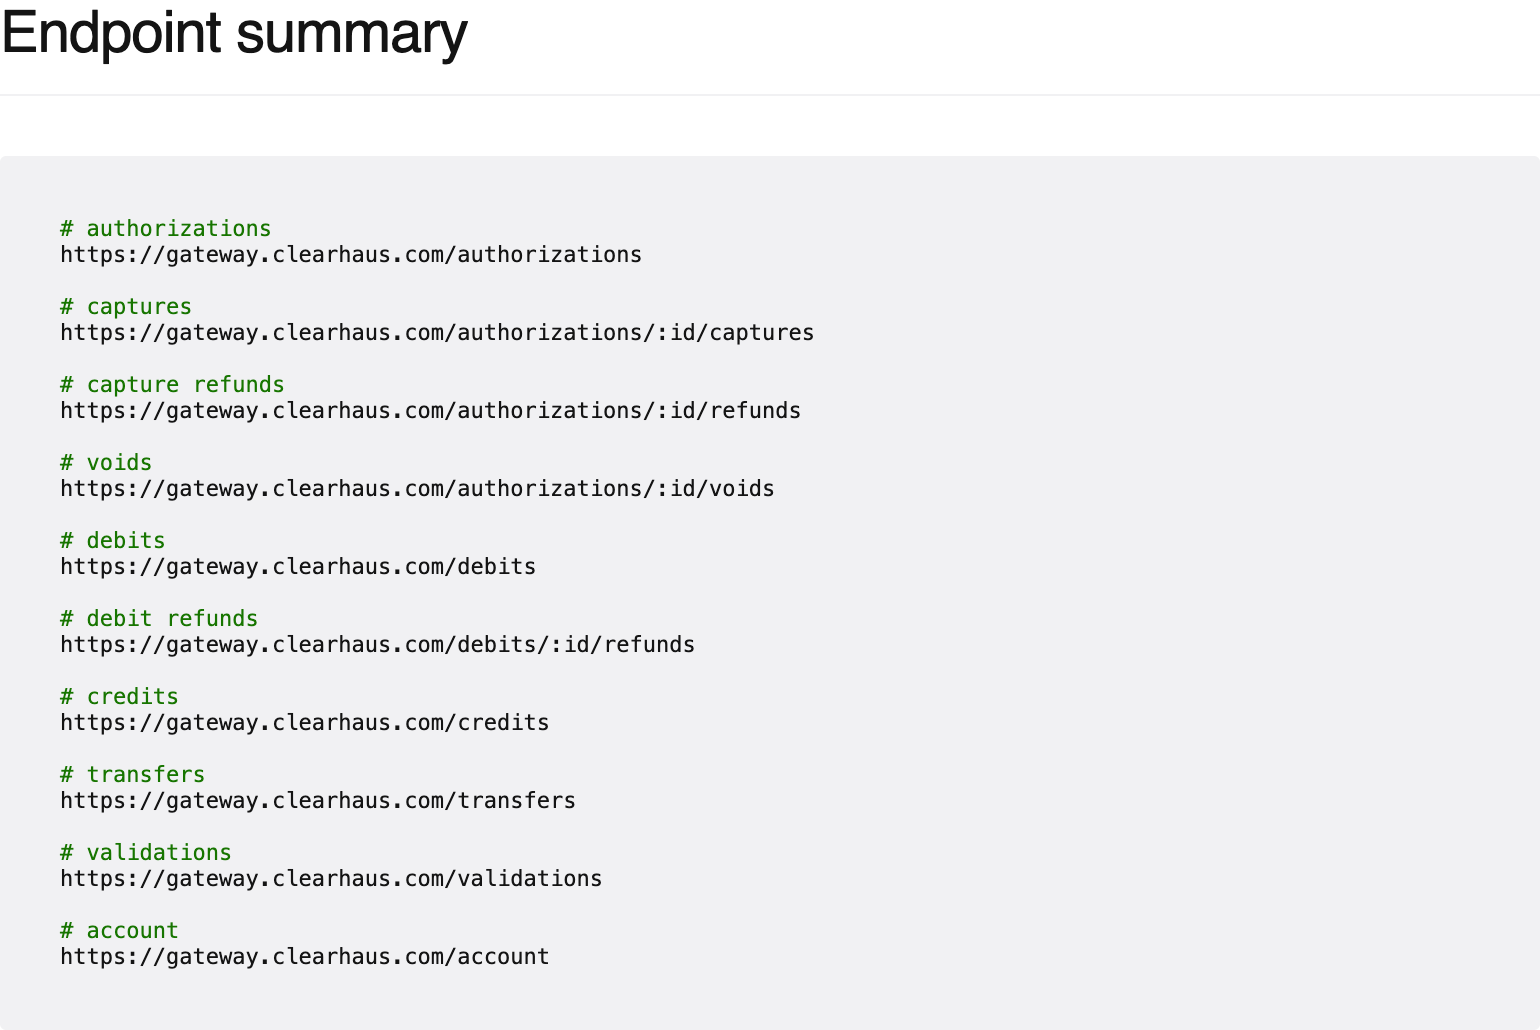 Endpoint summary
# authorizations
https://gateway.clearhaus.com/authorizations
# captures
https://gateway.clearhaus.com/authorizations/:id/captures
# capture refunds
https://gateway.clearhaus.com/authorizations/:id/refunds
# voids
https://gateway.clearhaus.com/authorizations/:id/voids
# debits
https://gateway.clearhaus.com/debits
# debit refunds
https://gateway.clearhaus.com/debits/:id/refunds
# credits
https://gateway.clearhaus.com/credits
# transfers
https://gateway.clearhaus.com/transfers
# validations
https://gateway.clearhaus.com/validations
# account
https://gateway.clearhaus.com/account